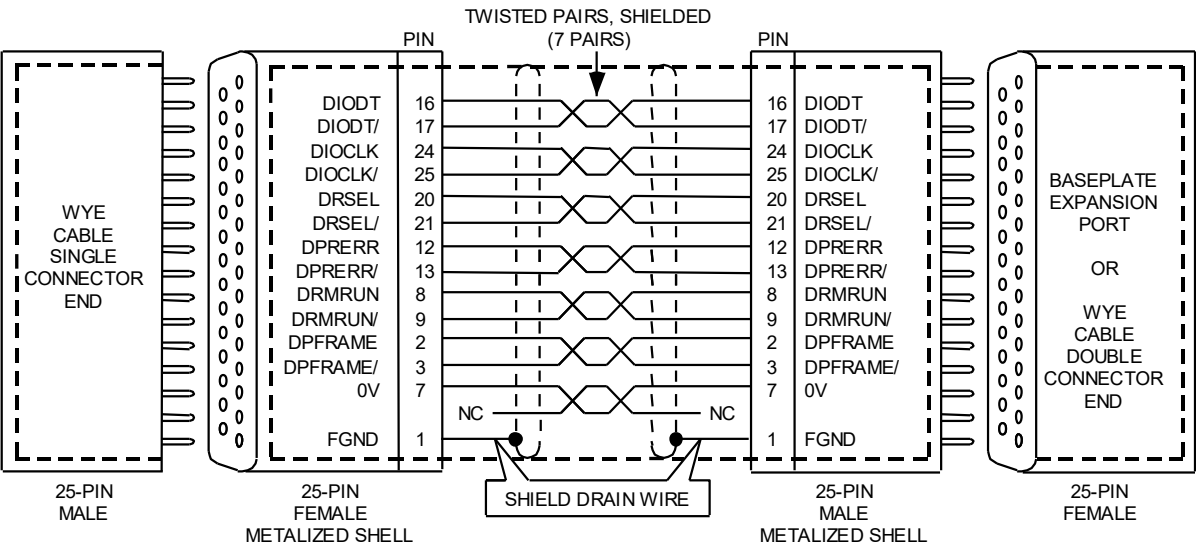 TWISTED PAIRS, SHIELDED
(7 PAIRS)
PIN
PIN
WYE
CABLE
SINGLE
CONNECTOR
END
DIODT 16
DIODT/ 17
DIOCLK 24
DIOCLK/ 25
DRSEL 20
DRSEL/ 21
DPRERR 12
DPRERR/ 13
DRMRUN 8
DRMRUN/ 9
DPFRAME 2
DPFRAME/ 3
0V 7
NC
FGND 1
16 DIODT
17 DIODT/
24 DIOCLK
25 DIOCLK/
20 DRSEL
21 DRSEL/
12 DPRERR
13 DPRERR/
8 DRMRUN
9 DRMRUN/
2 DPFRAME
3 DPFRAME/
7 0V
NC
1 FGND
BASEPLATE
EXPANSION
PORT
OR
WYE
CABLE
DOUBLE
CONNECTOR
END
SHIELD DRAIN WIRE
25-PIN
MALE
25-PIN
FEMALE
METALIZED SHELL
25-PIN
MALE
METALIZED SHELL
25-PIN
FEMALE